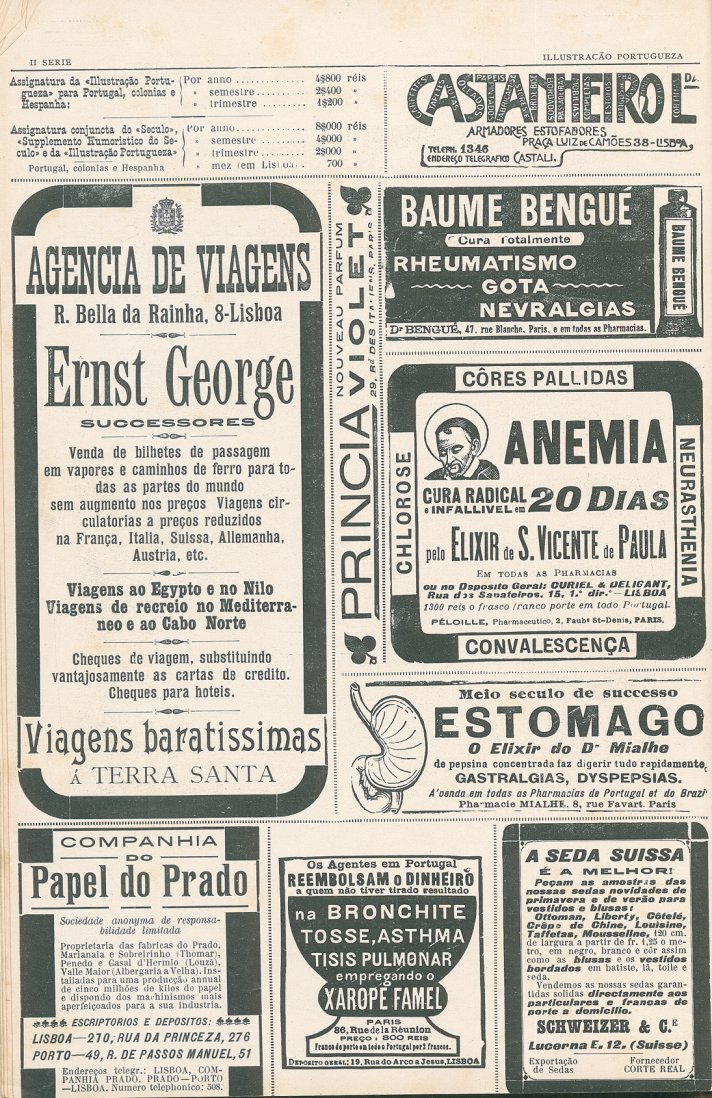 II SERIE
ILLUSTRAÇÃO PORTUGUEZA
Assignatura da «Illustração Portu-
gueza» para Portugal, colonias e
Hespanha:
Por anno .............. 4$800 réis
» semestre .............. 2$400 »
» trimestre .............. 1$200 »
Assignatura conjuncta do «Seculo»,
«Supplemento Humoristico do Se-
culo» e da «Illustração Portugueza»
Portugal, colonias e Hespanha
Por anno .............. 8$000 réis
» semestre .............. 4$000 »
» trimestre .............. 2$000 »
» mez (em Lisboa) .. 700 »
CASTANHEIRO L.DA
ARMADORES ESTOFADORES
PRAÇA LUIZ DE CAMÕES 38-LISBOA,
TELEPH. 1346
ENDEREÇO TELEGRAFICO CASTALI.
AGENCIA DE VIAGENS
R. Bella da Rainha, 8-Lisboa
Ernst George
SUCCESSORES
Venda de bilhetes de passagem
em vapores e caminhos de ferro para to-
das as partes do mundo
sem augmento nos preços Viagens cir-
culatorias a preços reduzidos
na França, Italia, Suissa, Allemanha,
Austria, etc.
Viagens ao Egypto e no Nilo
Viagens de recreio no Mediterra-
neo e ao Cabo Norte
Cheques de viagem, substituindo
vantajosamente as cartas de credito.
Cheques para hoteis.
Viagens baratissimas
Á TERRA SANTA
NOUVEAU PARFUM
PRINCIA VIOLET
29, Bd DES ITALIENS, PARIS
BAUME BENGUÉ
Cura Totalmente
RHEUMATISMO
GOTA
NEVRALGIAS
Dr BENGUÉ, 47, rue Blanche, Paris, e em todas as Pharmacias.
BAUME BENGUÉ
CÔRES PALLIDAS
CHLOROSE
NEURASTHENIA
ANEMIA
CURA RADICAL
e INFALLIVEL em 20 DIAS
pelo ELIXIR de S. VICENTE de PAULA
EM TODAS AS PHARMACIAS
ou no Deposito Geral: CURIEL & DELIGANT,
Rua dos Sapateiros, 15, 1.º dir.º—LISBOA
1300 reis o frasco franco porte em todo Portugal.
PÉLOILLE, Pharmaceutico, 2, Faubg St-Denis, PARIS.
CONVALESCENÇA
Meio seculo de successo
ESTOMAGO
O Elixir do Dr Mialhe
de pepsina concentrada faz digerir tudo rapidamente,
GASTRALGIAS, DYSPEPSIAS.
A' venda em todas as Pharmacias de Portugal et do Brazil
Pharmacie MIALHE, 8, rue Favart, Paris
COMPANHIA
DO
Papel do Prado
Sociedade anonyma de responsa-
bilidade limitada
Proprietaria das fabricas do Prado,
Marianaia e Sobreirinho (Thomar),
Penedo e Casal d'Hermio (Louzã),
Valle Maior (Albergaria a Velha). Ins-
talladas para uma producção annual
de cinco milhões de kilos de papel
e dispondo dos machinismos mais
aperfeiçoados para a sua industria.
ESCRIPTORIOS E DEPOSITOS:
LISBOA—270, RUA DA PRINCEZA, 276
PORTO—49, R. DE PASSOS MANUEL, 51
Endereços telegr.: LISBOA, COM-
PANHIA PRADO. PRADO—PORTO
—LISBOA. Numero telephonico: 508.
Os Agentes em Portugal
REEMBOLSAM o DINHEIRO
a quem não tiver tirado resultado
na BRONCHITE
TOSSE, ASTHMA
TISIS PULMONAR
empregando o
XAROPE FAMEL
PARIS
86, Rue de la Réunion
PREÇO: 800 REIS
Franco de porte em todo o Portugal por 2 frascos.
DEPOSITO GERAL: 19, Rua do Arco a Jesus, LISBOA
A SEDA SUISSA
É A MELHOR!
Peçam as amostras das
nossas sedas novidades de
primavera e de verão para
vestidos e blusas:
Ottoman, Liberty, Côtelé,
Crêpe de Chine, Louisine,
Taffetas, Mousseline, 120 cm.
de largura a partir de fr. 1,25 o me-
tro, em negro, branco e côr assim
como as blusas e os vestidos
bordados em batiste, lã, toile e
seda.
Vendemos as nossas sedas garan-
tidas solidas directamente aos
particulares e francas de
porte a domicilio.
SCHWEIZER & C.E
Lucerna E. 12. (Suisse)
Exportação
de Sedas
Fornecedor
CORTE REAL